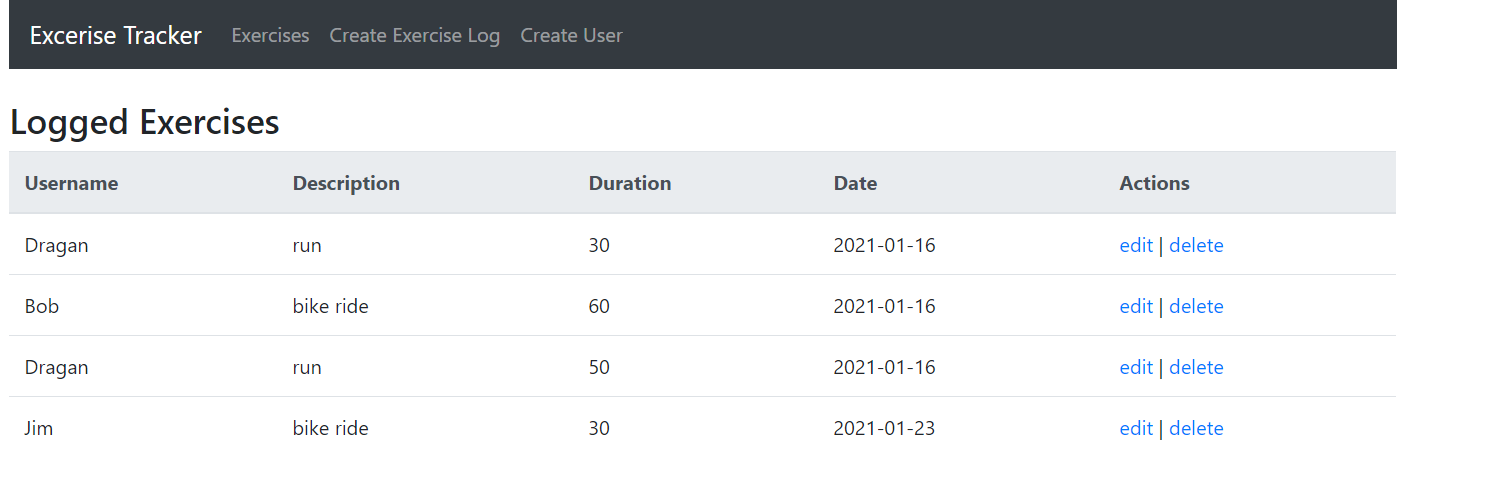 Excerise Tracker Exercises Create Exercise Log Create User
Logged Exercises
Username Description Duration Date Actions
Dragan run 30 2021-01-16 edit | delete
Bob bike ride 60 2021-01-16 edit | delete
Dragan run 50 2021-01-16 edit | delete
Jim bike ride 30 2021-01-23 edit | delete